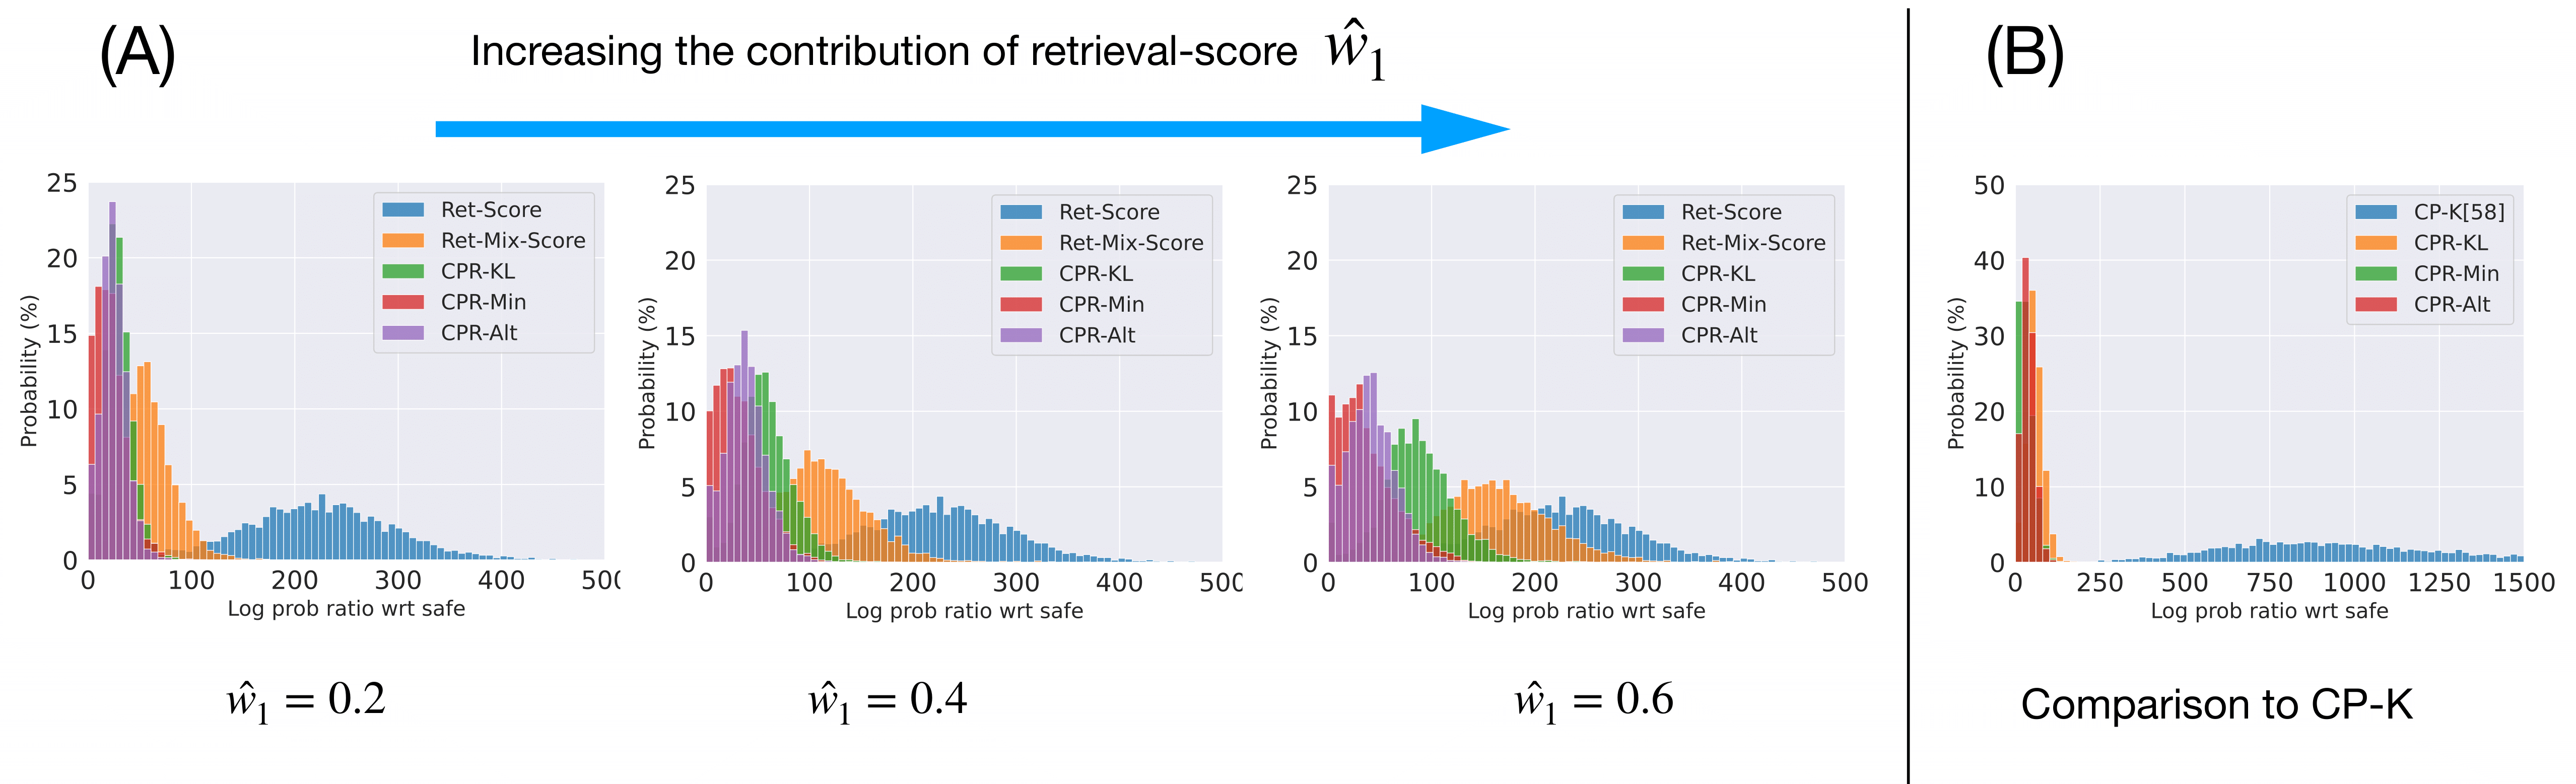 (A)
Increasing the contribution of retrieval-score ŵ₁
25
20
15
10
5
0
Probability (%)
Ret-Score
Ret-Mix-Score
CPR-KL
CPR-Min
CPR-Alt
0 100 200 300 400 500
Log prob ratio wrt safe
ŵ₁ = 0.2
25
20
15
10
5
0
Probability (%)
Ret-Score
Ret-Mix-Score
CPR-KL
CPR-Min
CPR-Alt
0 100 200 300 400 500
Log prob ratio wrt safe
ŵ₁ = 0.4
25
20
15
10
5
0
Probability (%)
Ret-Score
Ret-Mix-Score
CPR-KL
CPR-Min
CPR-Alt
0 100 200 300 400 500
Log prob ratio wrt safe
ŵ₁ = 0.6
(B)
50
40
30
20
10
0
Probability (%)
CP-K[58]
CPR-KL
CPR-Min
CPR-Alt
0 250 500 750 1000 1250 1500
Log prob ratio wrt safe
Comparison to CP-K